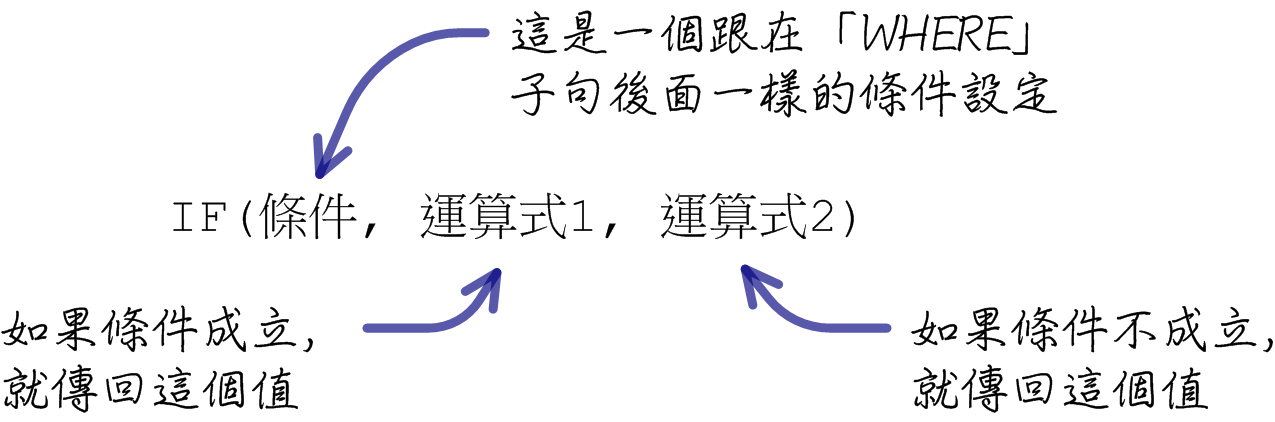 這是一個跟在「WHERE」
子句後面一樣的條件設定
IF(條件, 運算式1, 運算式2)
如果條件成立,
就傳回這個值
如果條件不成立,
就傳回這個值